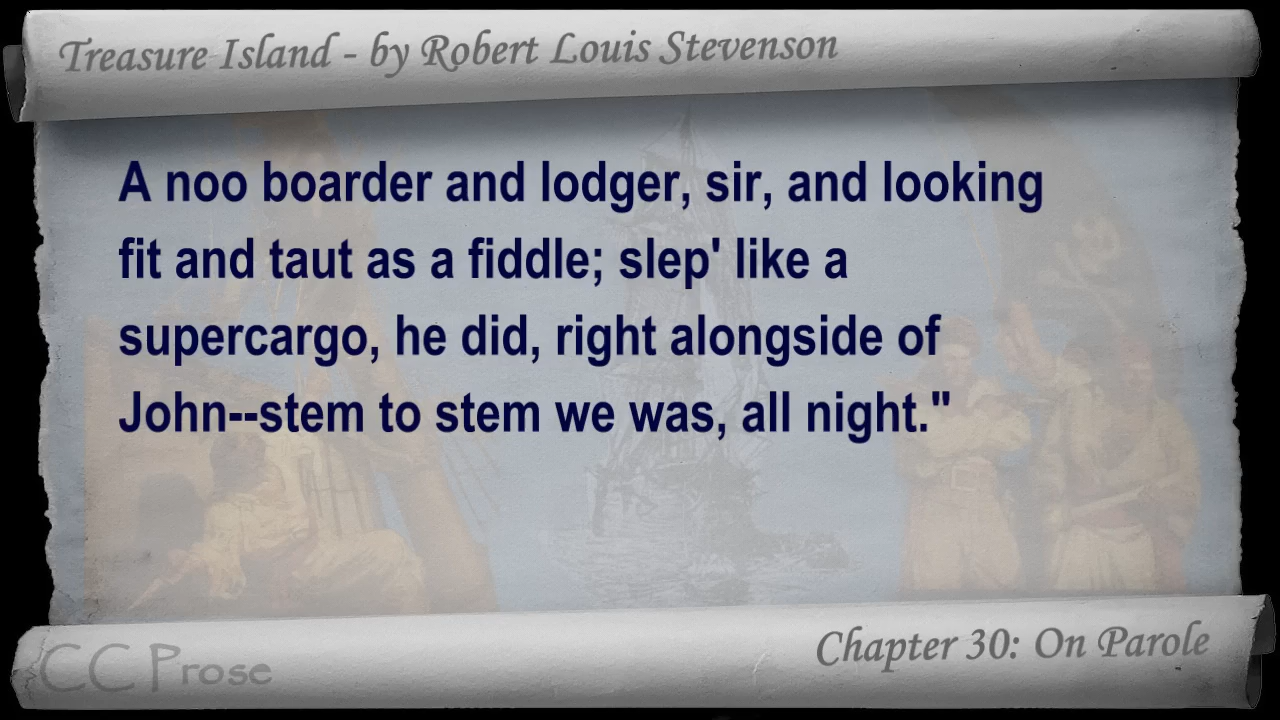 Treasure Island - by Robert Louis Stevenson
A noo boarder and lodger, sir, and looking
fit and taut as a fiddle; slep' like a
supercargo, he did, right alongside of
John--stem to stem we was, all night."
Chapter 30: On Parole
CC Prose